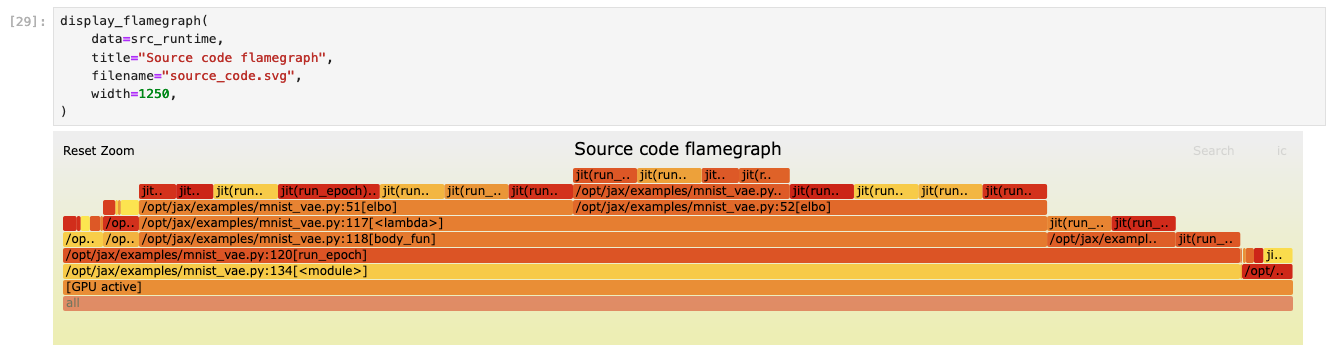 [29]: display_flamegraph(
data=src_runtime,
title="Source code flamegraph",
filename="source_code.svg",
width=1250,
)
Reset Zoom Source code flamegraph Search ic
jit(run_.. jit(run.. jit.. jit(r..
jit.. jit.. jit(run.. jit(run_epoch).. jit(run.. jit(run_.. jit(run.. /opt/jax/examples/mnist_vae.py.. jit(run.. jit(run.. jit(run.. jit(run..
/opt/jax/examples/mnist_vae.py:51[elbo] /opt/jax/examples/mnist_vae.py:52[elbo]
/op.. /opt/jax/examples/mnist_vae.py:117[<lambda>] jit(run_.. jit(run_..
/op.. /op.. /opt/jax/examples/mnist_vae.py:118[body_fun] /opt/jax/exampl.. jit(run_..
/opt/jax/examples/mnist_vae.py:120[run_epoch] ji..
/opt/jax/examples/mnist_vae.py:134[<module>] /opt/..
[GPU active]
all